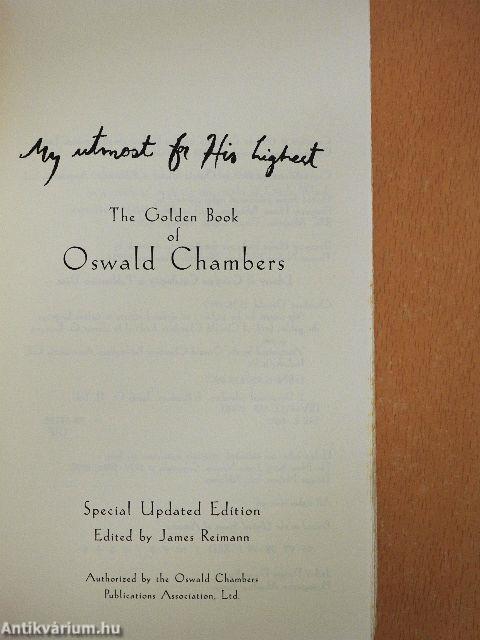 My utmost for His highest
The Golden Book
of
Oswald Chambers
Special Updated Edition
Edited by James Reimann
Authorized by the Oswald Chambers
Publications Association, Ltd.
Antikvárium.hu